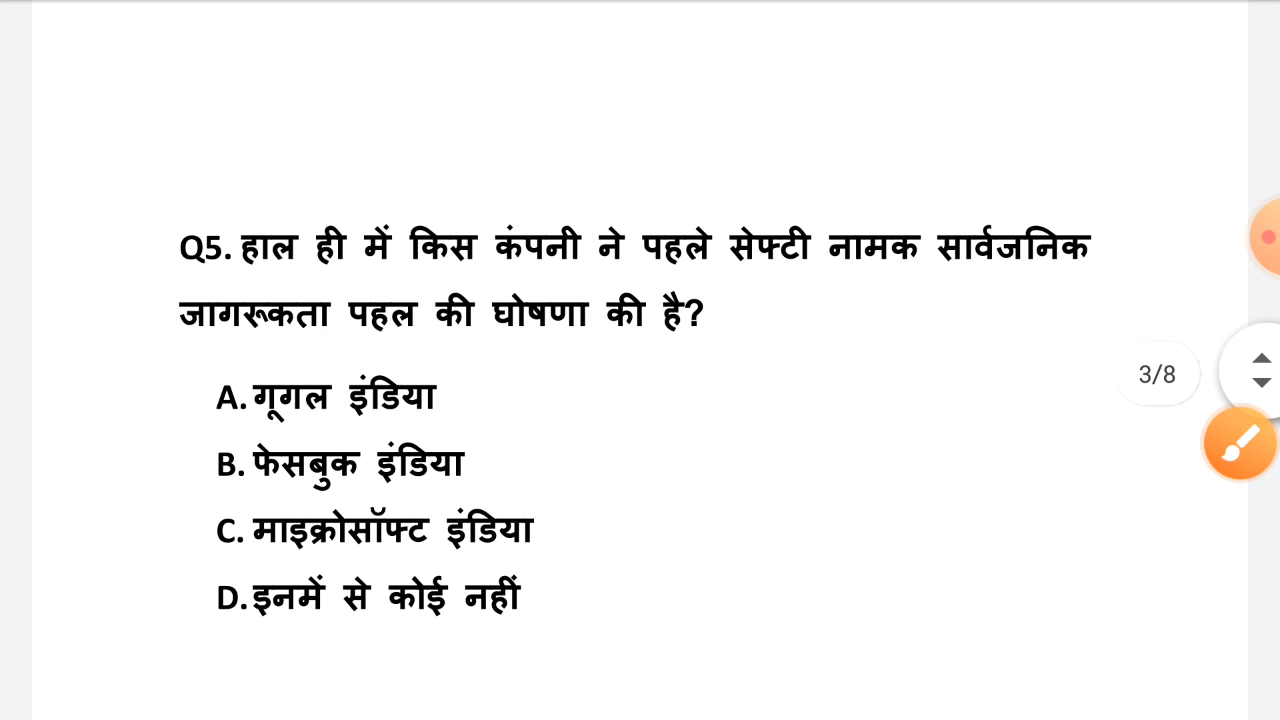 Q5. हाल ही में किस कंपनी ने पहले सेफ्टी नामक सार्वजनिक
जागरूकता पहल की घोषणा की है?
A. गूगल इंडिया
3/8
B. फेसबुक इंडिया
C. माइक्रोसॉफ्ट इंडिया
D. इनमें से कोई नहीं